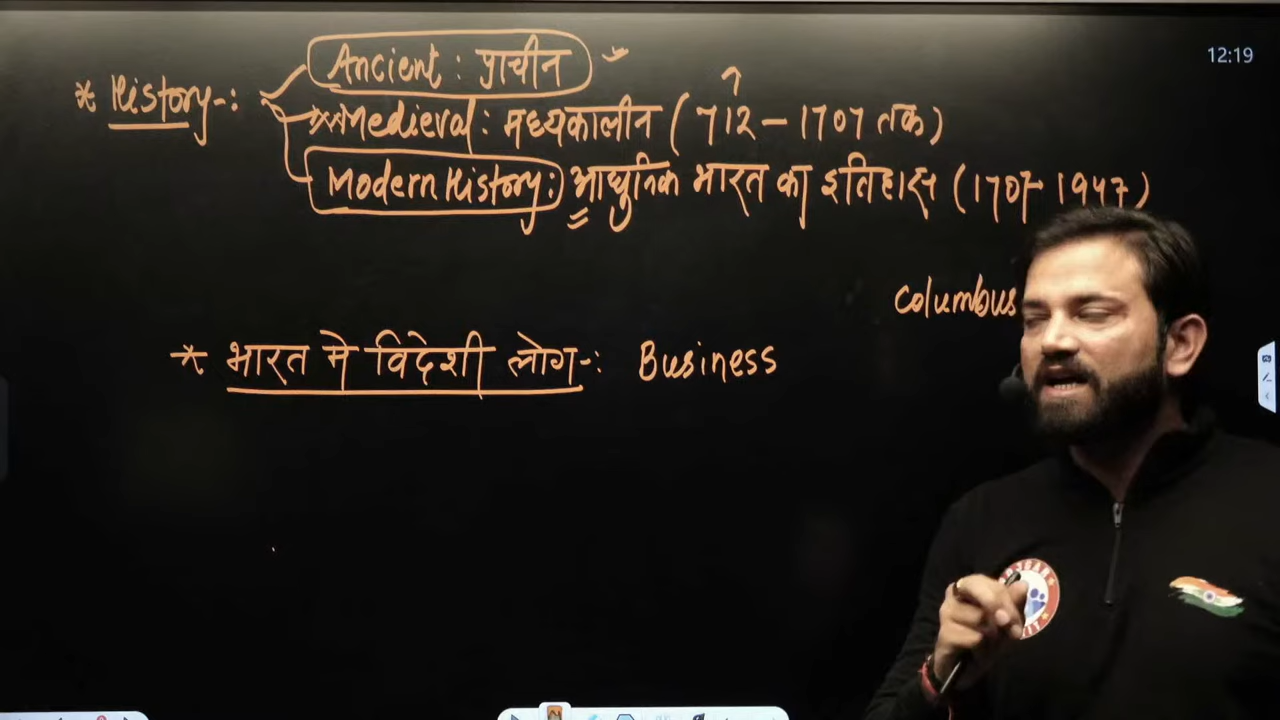 12:19
Ancient : प्राचीन
* History-:
Medieval : मध्यकालीन ( 712 – 1707 तक )
Modern History : आधुनिक भारत का इतिहास ( 1707- 1947 )
Columbus
* भारत मे विदेशी लोग-: Business